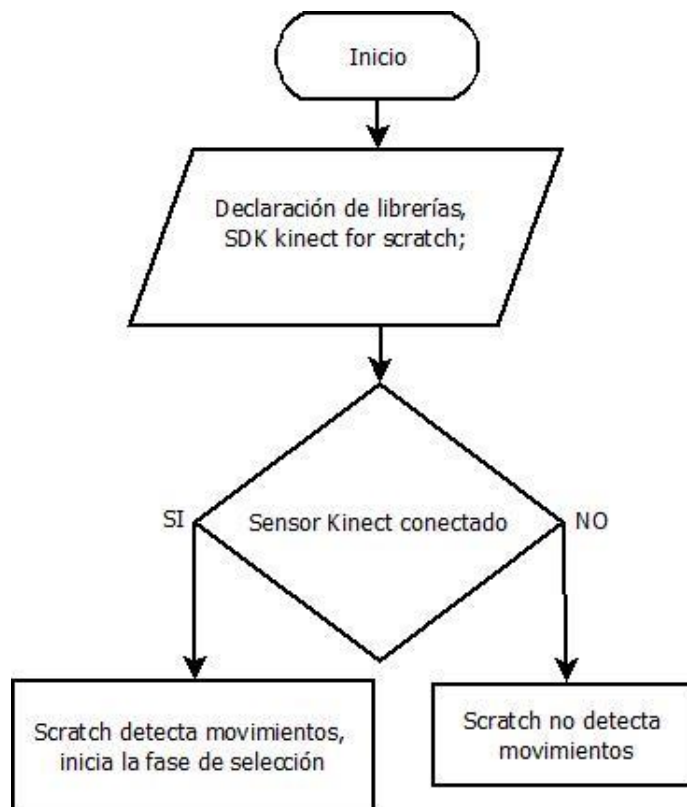 Inicio
Declaración de librerías,
SDK kinect for scratch;
SI
Sensor Kinect conectado
NO
Scratch detecta movimientos,
inicia la fase de selección
Scratch no detecta
movimientos